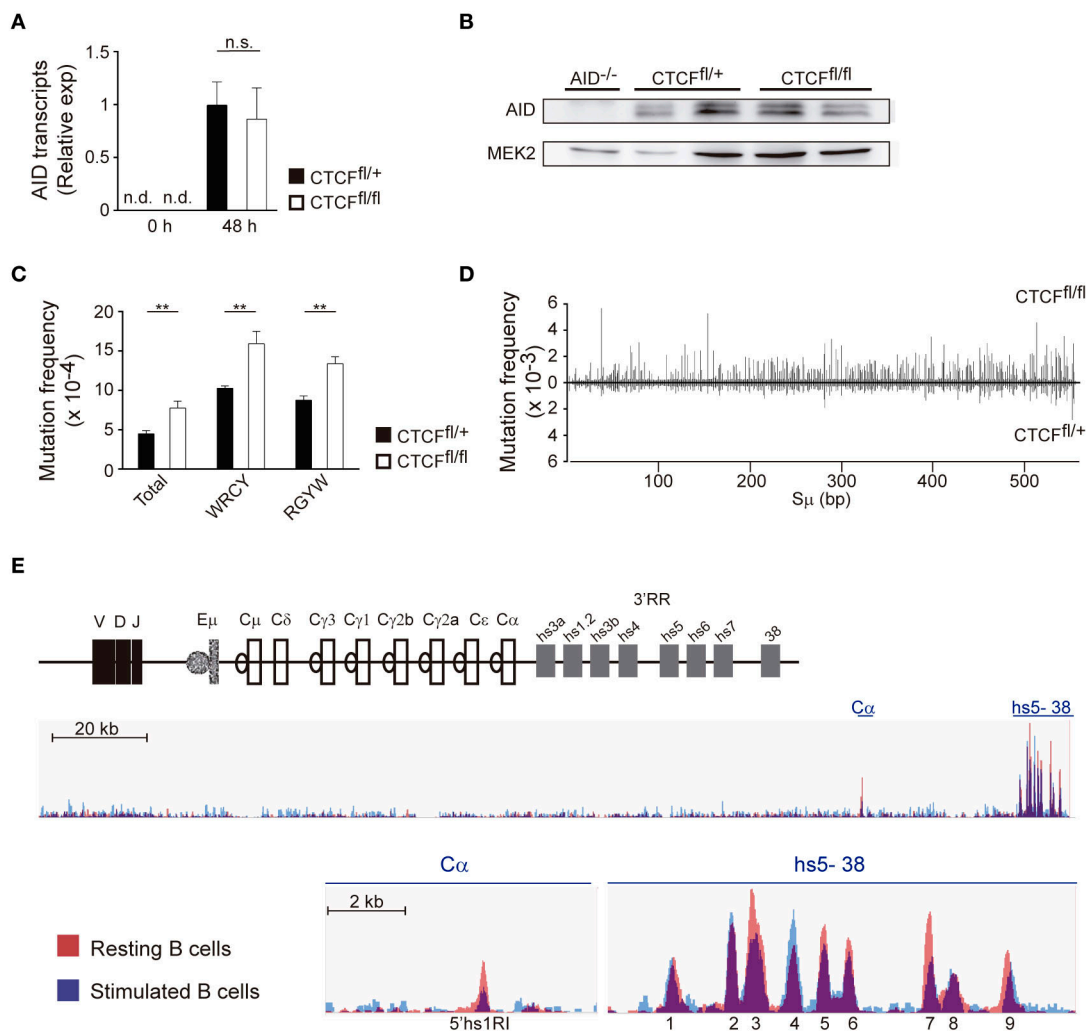 A
AID transcripts
(Relative exp)
1.5
1
0.5
0
n.s.
n.d. n.d.
0 h 48 h
CTCFfl/+
CTCFfl/fl
B
AID-/- CTCFfl/+ CTCFfl/fl
AID
MEK2
C
Mutation frequency
(x 10-4)
20
15
10
5
0
** ** **
Total WRCY RGYW
CTCFfl/+
CTCFfl/fl
D
Mutation frequency
(x 10-3)
6
4
2
0
2
4
6
CTCFfl/fl
CTCFfl/+
100 200 300 400 500
Sμ (bp)
E
3'RR
V D J Eμ Cμ Cδ Cγ3 Cγ1 Cγ2b Cγ2a Cε Cα hs3a hs1.2 hs3b hs4 hs5 hs6 hs7 38
Cα hs5- 38
20 kb
Cα hs5- 38
2 kb
Resting B cells
Stimulated B cells
5'hs1RI 1 2 3 4 5 6 7 8 9